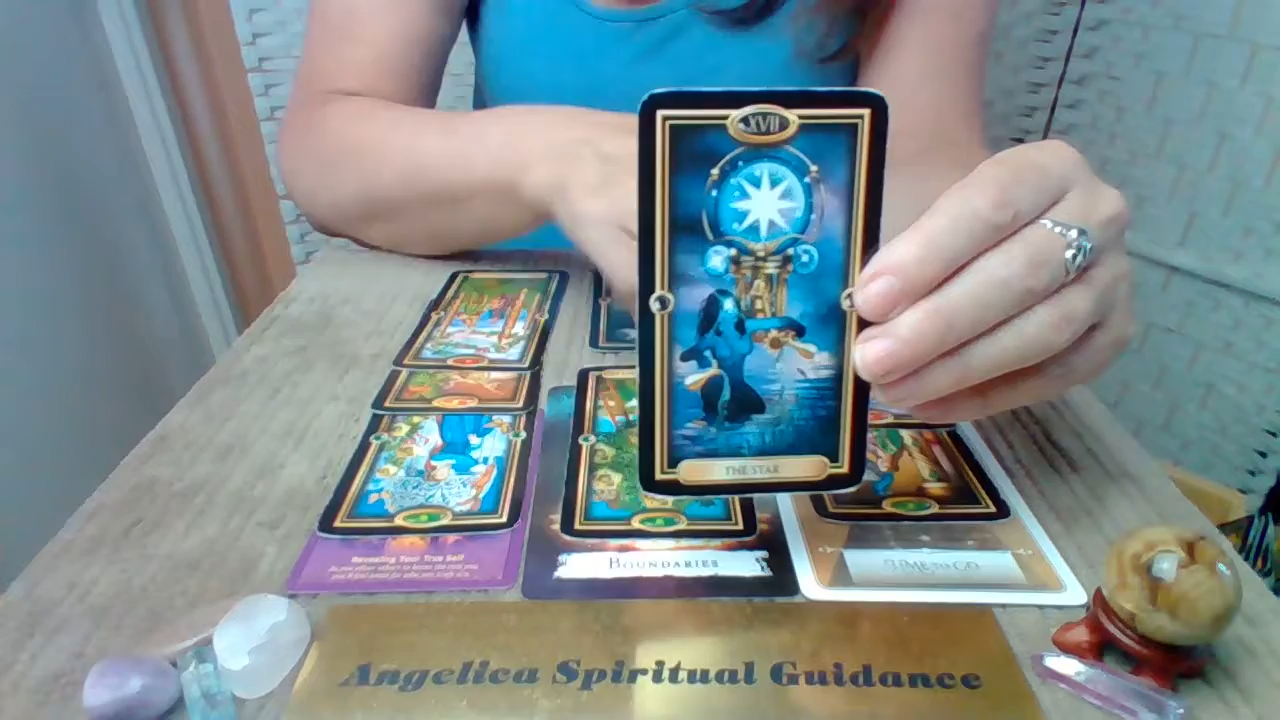 XVII
THE STAR
Revealing Your True Self
BOUNDARIES
TIME TO GO
Angelica Spiritual Guidance